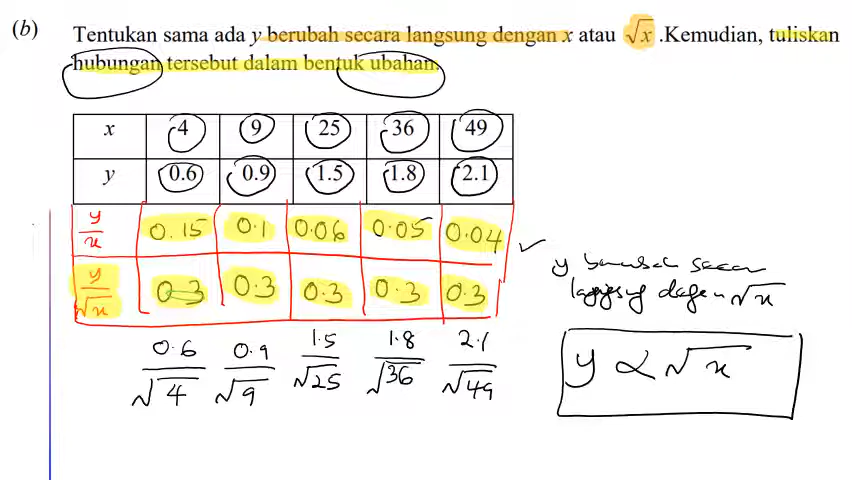 (b) Tentukan sama ada y berubah secara langsung dengan x atau √x .Kemudian, tuliskan
hubungan tersebut dalam bentuk ubahan.
x 4 9 25 36 49
y 0.6 0.9 1.5 1.8 2.1
y/x 0.15 0.1 0.06 0.05 0.04
y/√x 0.3 0.3 0.3 0.3 0.3
y berubah secara
langsung dengan √x
0.6/√4 0.9/√9 1.5/√25 1.8/√36 2.1/√49
y ∝ √x